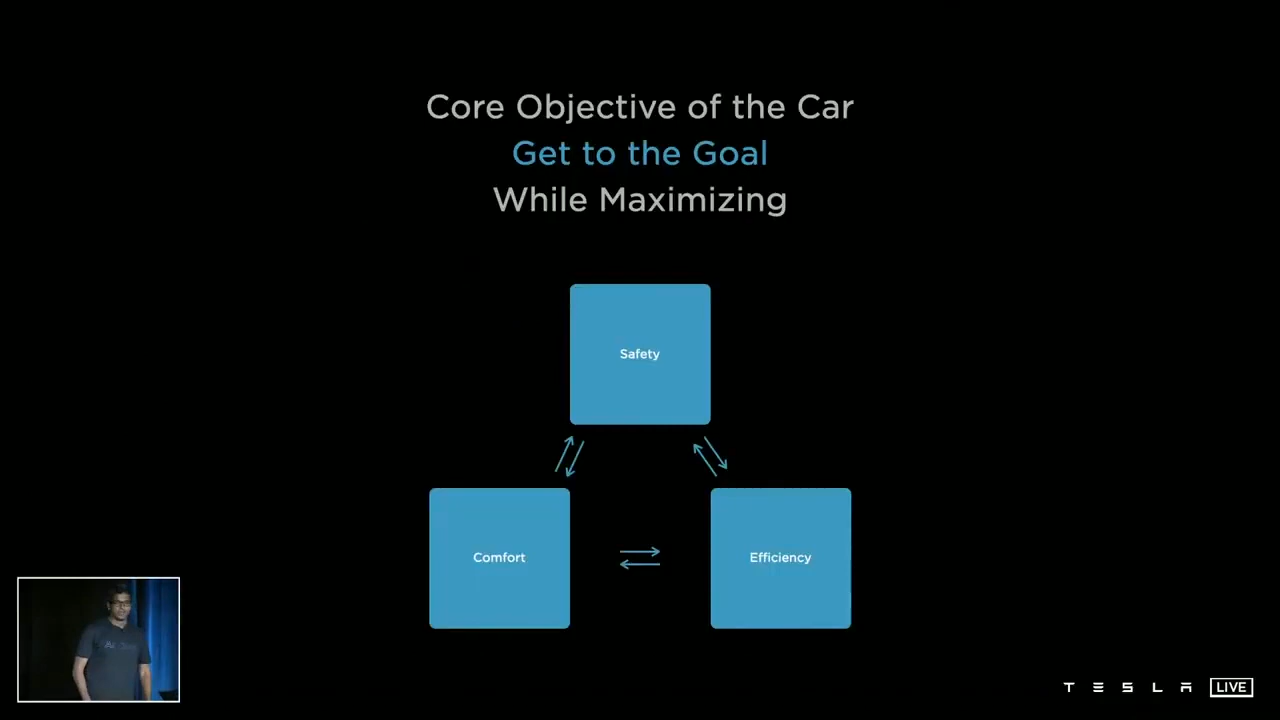 Core Objective of the Car
Get to the Goal
While Maximizing
Safety
Comfort
Efficiency
TESLA LIVE